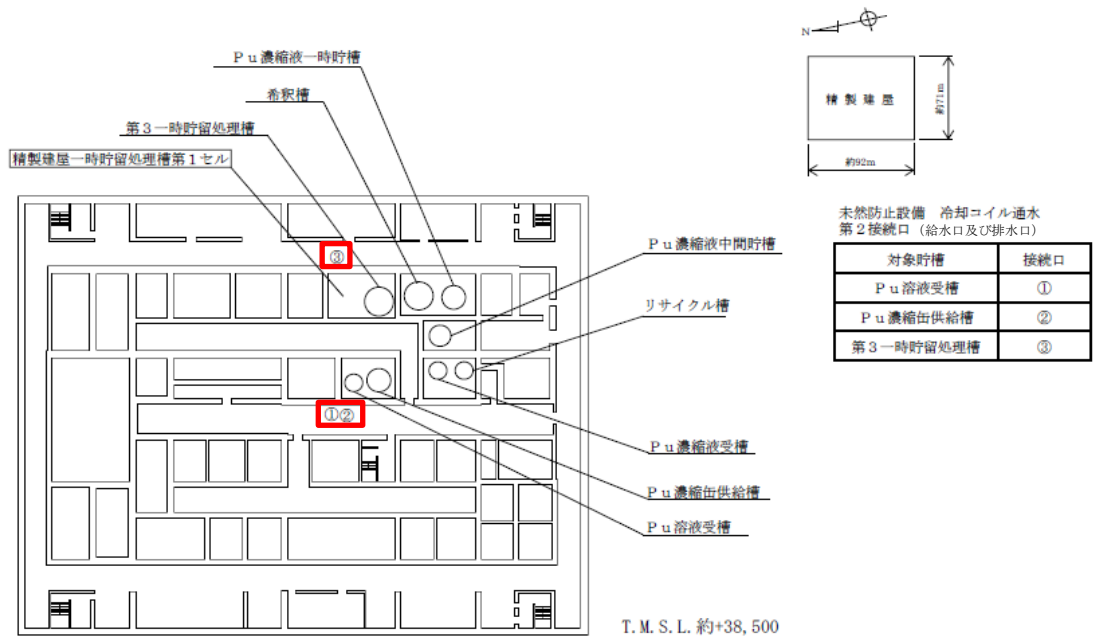 Pu濃縮液一時貯槽
希釈槽
第3一時貯留処理槽
精製建屋一時貯留処理槽第1セル
③
①②
Pu濃縮液中間貯槽
リサイクル槽
Pu濃縮液受槽
Pu濃縮缶供給槽
Pu溶液受槽
T.M.S.L.約+38,500
N
精製建屋
約71m
約92m
未然防止設備 冷却コイル通水
第2接続口(給水口及び排水口)
対象貯槽 接続口
Pu溶液受槽 ①
Pu濃縮缶供給槽 ②
第3一時貯留処理槽 ③